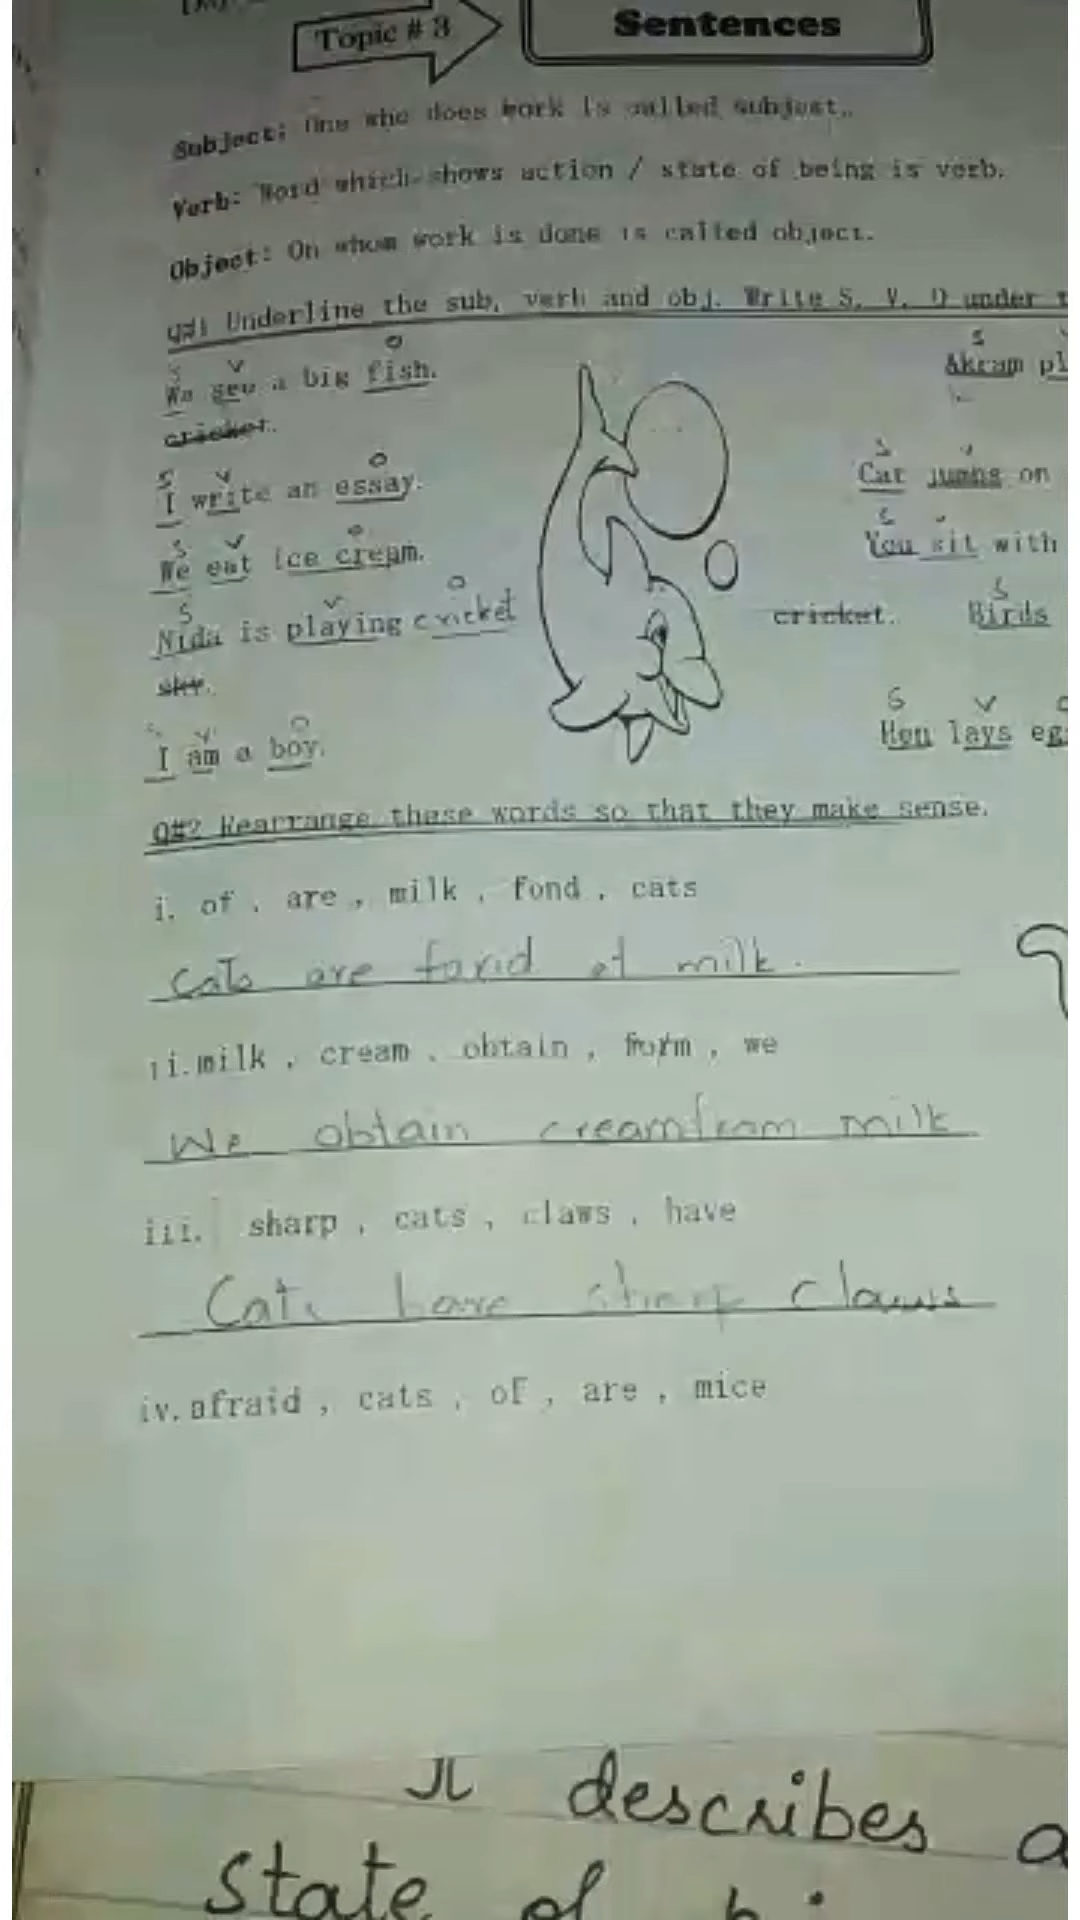 Topic # 3
Sentences
Subject: One who does work is called subject.
Verb: Word which shows action / state of being is verb.
Object: On whom work is done is called object.
Q#1 Underline the sub, verb and obj. Write S, V, O under
S V O
We see a big fish.
S
Akram pl
cricket.
S V O
I write an essay.
S V
Cat jumps on
S V O
We eat ice cream.
S V
You sit with
S V O
Nida is playing cricket
cricket.
S
Birds
sky.
S V O
I am a boy.
S V
Hen lays eg
Q#2 Rearrange these words so that they make sense.
i. of , are , milk , fond , cats
Cats are fond of milk.
ii. milk , cream , obtain , from , we
We obtain cream from milk
iii. sharp , cats , claws , have
Cats have sharp claws
iv. afraid , cats , of , are , mice
It describes a
state of